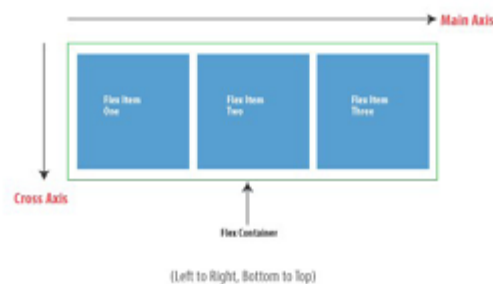 Main Axis
Flex Item
One
Flex Item
Two
Flex Item
Three
Cross Axis
Flex Container
(Left to Right, Bottom to Top)